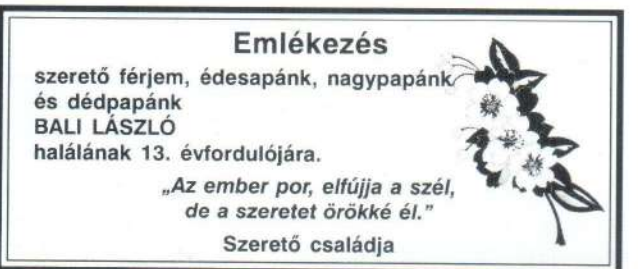 Emlékezés
szerető férjem, édesapánk, nagypapánk
és dédpapánk
BALI LÁSZLÓ
halálának 13. évfordulójára.
„Az ember por, elfújja a szél,
de a szeretet örökké él.”
Szerető családja